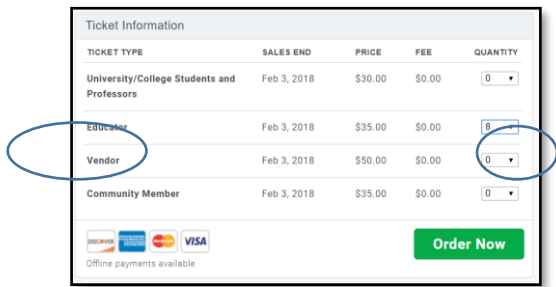 Ticket Information
TICKET TYPE SALES END PRICE FEE QUANTITY
University/College Students and Feb 3, 2018 $30.00 $0.00 0
Professors
Educator Feb 3, 2018 $35.00 $0.00 8
Vendor Feb 3, 2018 $50.00 $0.00 0
Community Member Feb 3, 2018 $35.00 $0.00 0
DISCOVER AMERICAN EXPRESS MasterCard VISA Order Now
Offline payments available